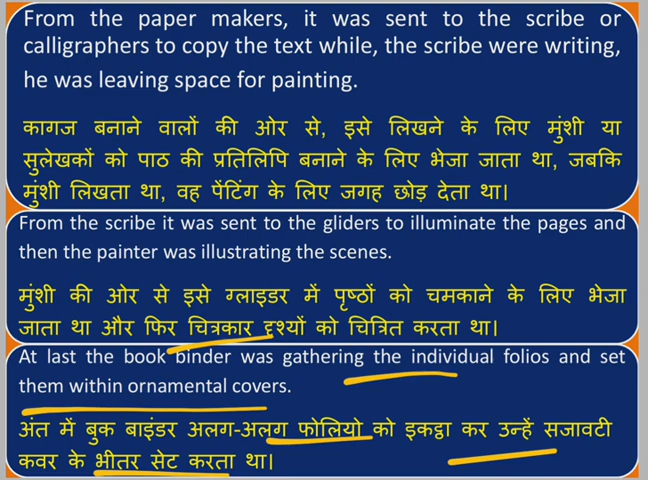 From the paper makers, it was sent to the scribe or
calligraphers to copy the text while, the scribe were writing,
he was leaving space for painting.
कागज बनाने वालों की ओर से, इसे लिखने के लिए मुंशी या
सुलेखकों को पाठ की प्रतिलिपि बनाने के लिए भेजा जाता था, जबकि
मुंशी लिखता था, वह पेंटिंग के लिए जगह छोड़ देता था।
From the scribe it was sent to the gliders to illuminate the pages and
then the painter was illustrating the scenes.
मुंशी की ओर से इसे ग्लाइडर में पृष्ठों को चमकाने के लिए भेजा
जाता था और फिर चित्रकार दृश्यों को चित्रित करता था।
At last the book binder was gathering the individual folios and set
them within ornamental covers.
अंत में बुक बाइंडर अलग-अलग फोलियो को इकट्ठा कर उन्हें सजावटी
कवर के भीतर सेट करता था।